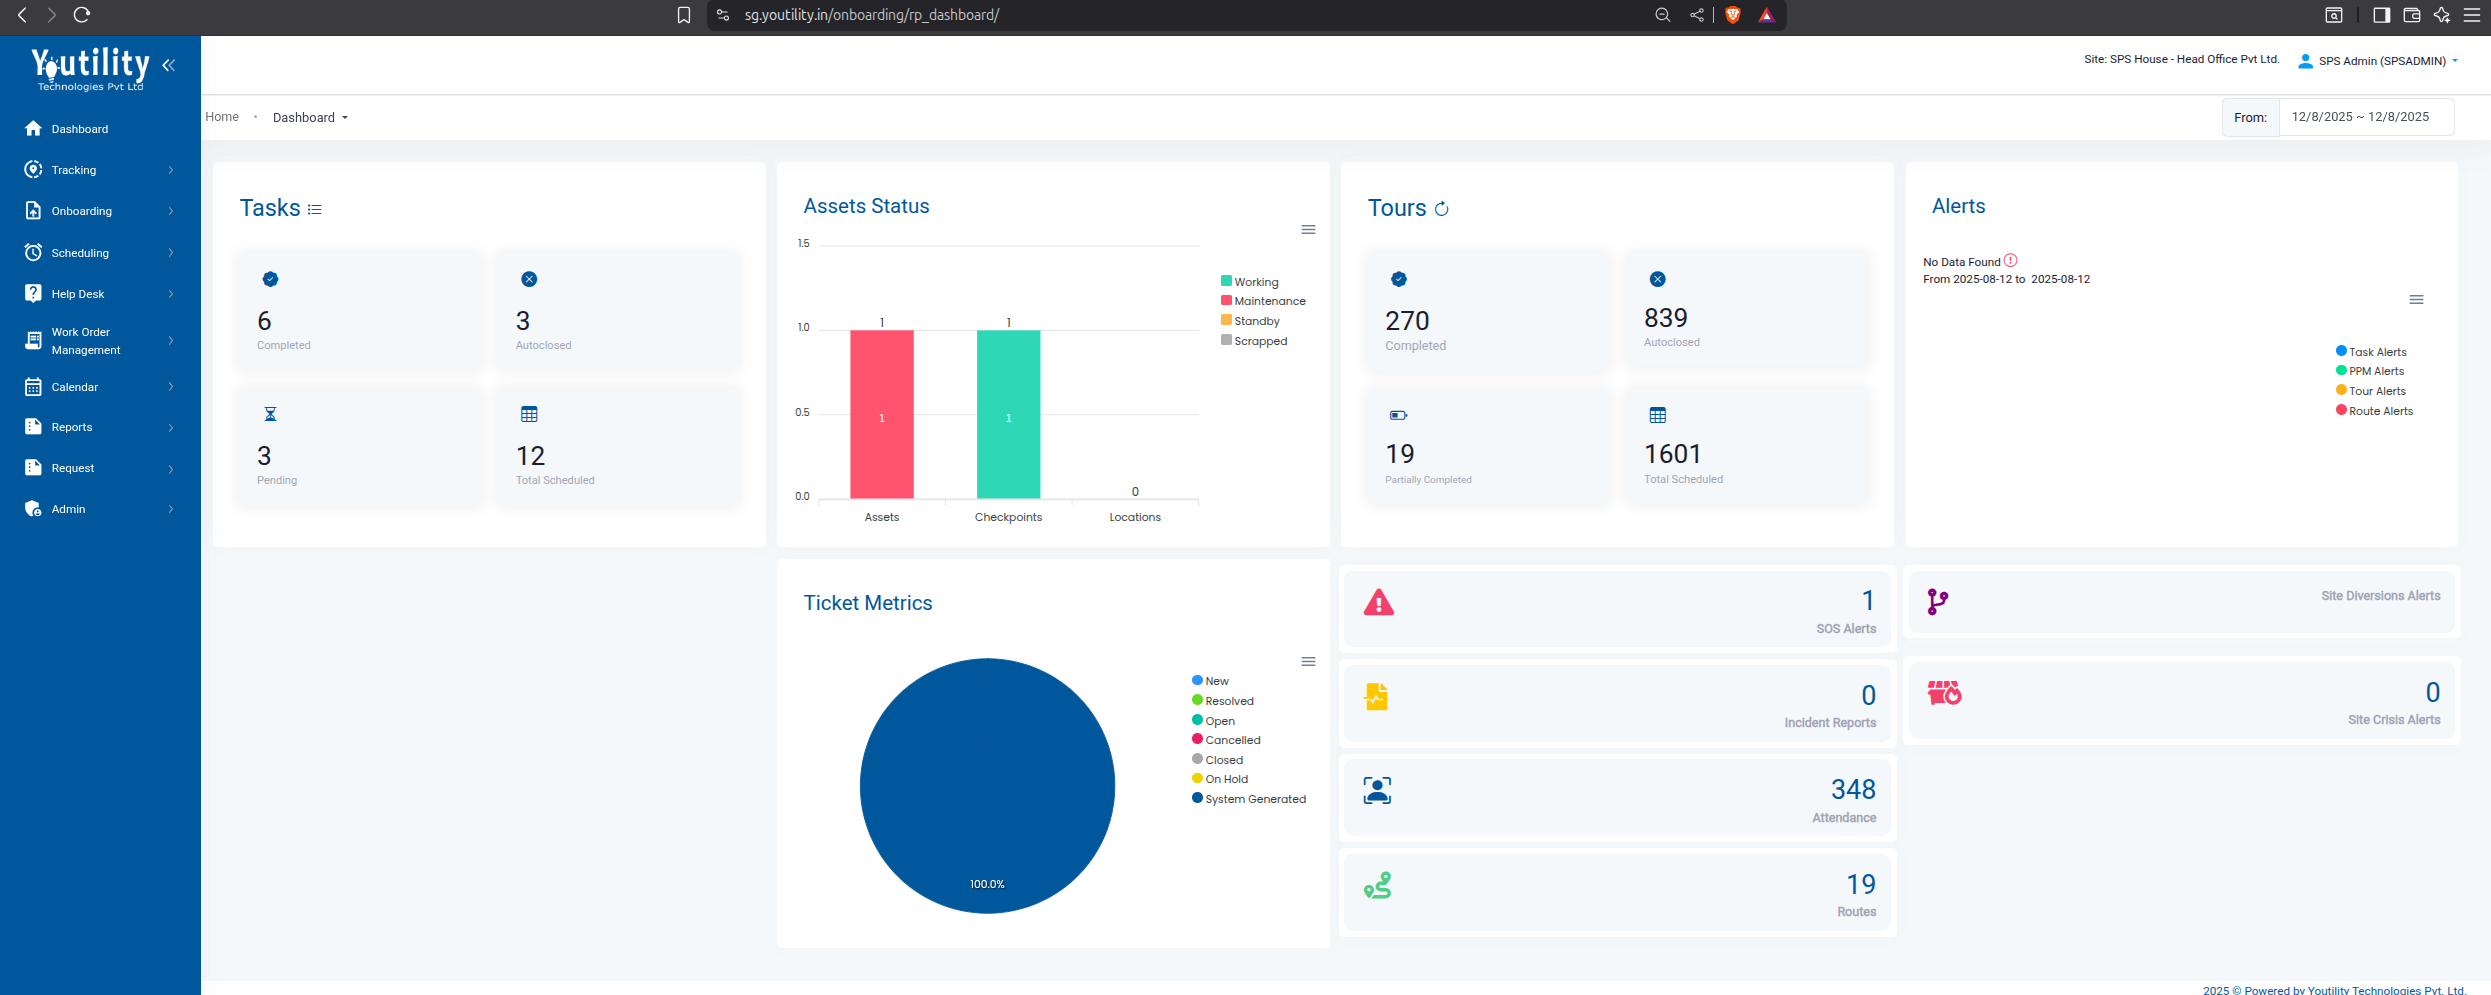 sg.youtility.in/onboarding/rp_dashboard/
Youtility
Technologies Pvt Ltd
Site: SPS House - Head Office Pvt Ltd.
SPS Admin (SPSADMIN)
Home
Dashboard
From:
12/8/2025 ~ 12/8/2025
Dashboard
Tracking
Onboarding
Scheduling
Help Desk
Work Order
Management
Calendar
Reports
Request
Admin
Tasks
6
Completed
3
Autoclosed
3
Pending
12
Total Scheduled
Assets Status
1.5
1.0
0.5
0.0
1
1
1
1
0
Assets
Checkpoints
Locations
Working
Maintenance
Standby
Scrapped
Tours
270
Completed
839
Autoclosed
19
Partially Completed
1601
Total Scheduled
Alerts
No Data Found
From 2025-08-12 to 2025-08-12
Task Alerts
PPM Alerts
Tour Alerts
Route Alerts
Ticket Metrics
100.0%
New
Resolved
Open
Cancelled
Closed
On Hold
System Generated
1
SOS Alerts
0
Incident Reports
348
Attendance
19
Routes
Site Diversions Alerts
0
Site Crisis Alerts
2025 © Powered by Youtility Technologies Pvt. Ltd.